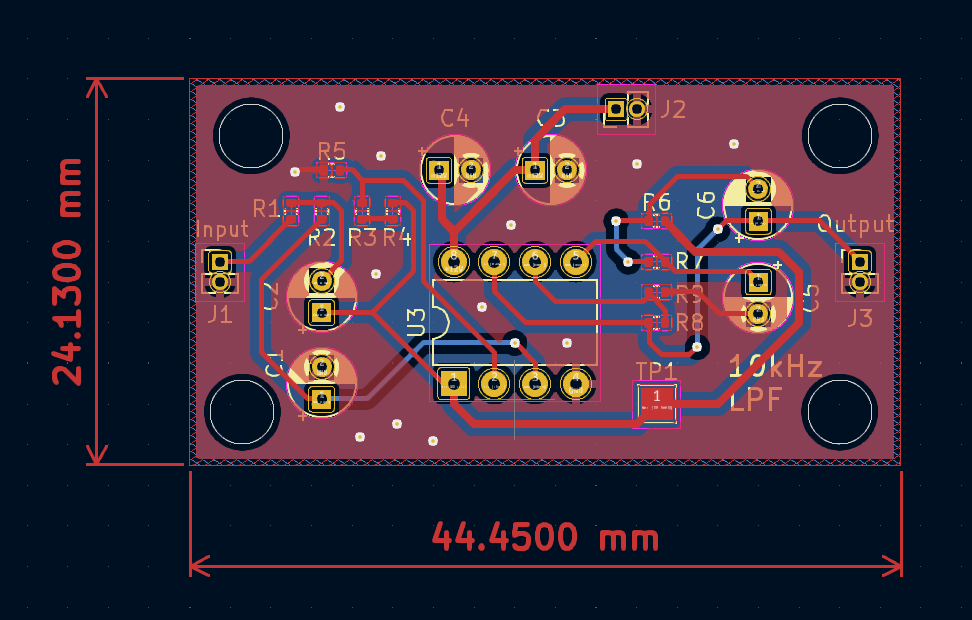 24.1300 mm
C4
C3
J2
R5
R1
R6
C6
Input
R2
R3
R4
Output
R7
C2
R9
C5
J1
U3
R8
J3
C1
TP1
10kHz
LPF
1
1
44.4500 mm